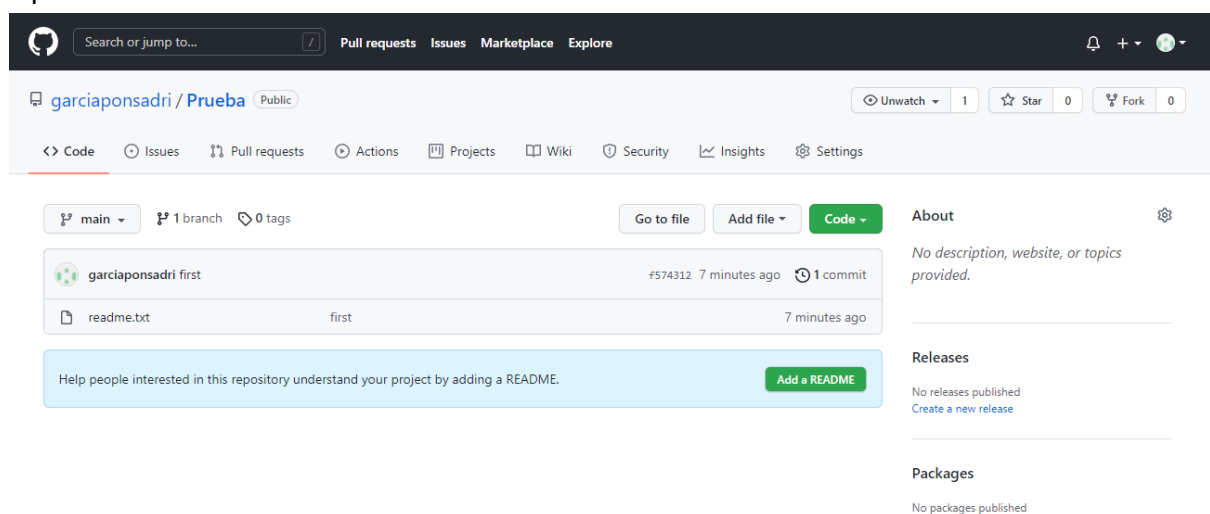 Search or jump to... / Pull requests Issues Marketplace Explore
garciaponsadri / Prueba Public Unwatch 1 Star 0 Fork 0
Code Issues Pull requests Actions Projects Wiki Security Insights Settings
main 1 branch 0 tags Go to file Add file Code
garciaponsadri first f574312 7 minutes ago 1 commit
readme.txt first 7 minutes ago
Help people interested in this repository understand your project by adding a README. Add a README
About
No description, website, or topics
provided.
Releases
No releases published
Create a new release
Packages
No packages published